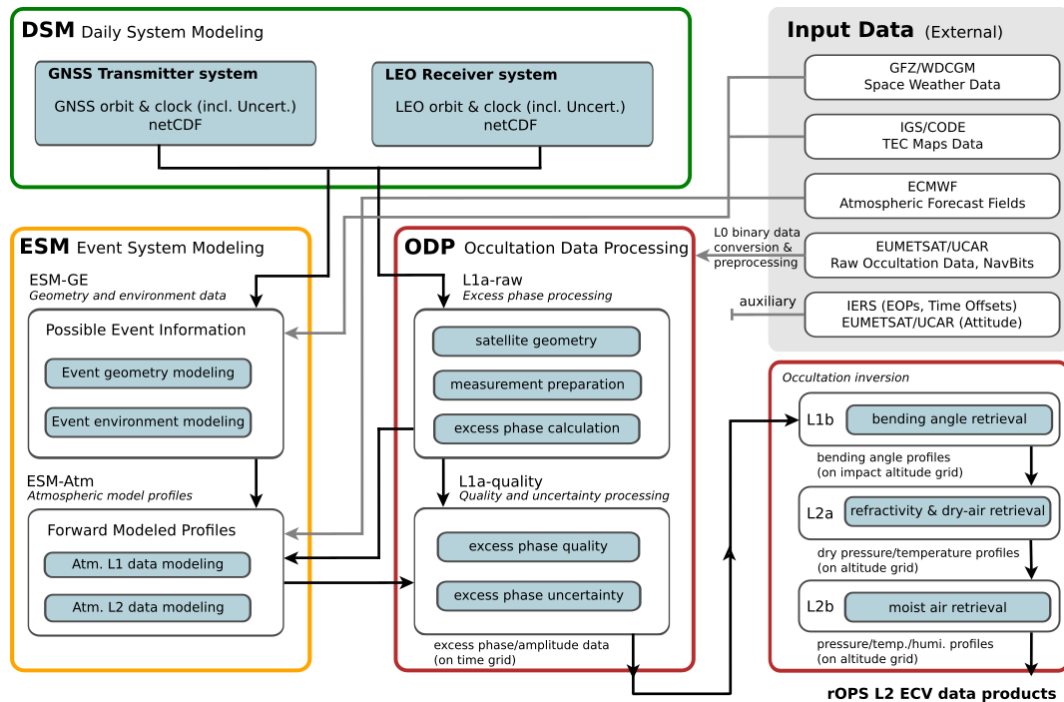 DSM Daily System Modeling
GNSS Transmitter system
GNSS orbit & clock (incl. Uncert.)
netCDF
LEO Receiver system
LEO orbit & clock (incl. Uncert.)
netCDF
Input Data (External)
GFZ/WDCGM
Space Weather Data
IGS/CODE
TEC Maps Data
ECMWF
Atmospheric Forecast Fields
L0 binary data
conversion &
preprocessing
EUMETSAT/UCAR
Raw Occultation Data, NavBits
auxiliary
IERS (EOPs, Time Offsets)
EUMETSAT/UCAR (Attitude)
ESM Event System Modeling
ESM-GE
Geometry and environment data
Possible Event Information
Event geometry modeling
Event environment modeling
ESM-Atm
Atmospheric model profiles
Forward Modeled Profiles
Atm. L1 data modeling
Atm. L2 data modeling
ODP Occultation Data Processing
L1a-raw
Excess phase processing
satellite geometry
measurement preparation
excess phase calculation
L1a-quality
Quality and uncertainty processing
excess phase quality
excess phase uncertainty
excess phase/amplitude data
(on time grid)
Occultation inversion
L1b bending angle retrieval
bending angle profiles
(on impact altitude grid)
L2a refractivity & dry-air retrieval
dry pressure/temperature profiles
(on altitude grid)
L2b moist air retrieval
pressure/temp./humi. profiles
(on altitude grid)
rOPS L2 ECV data products